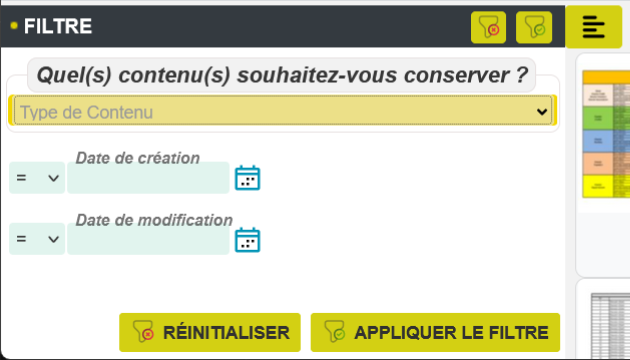 FILTRE
Quel(s) contenu(s) souhaitez-vous conserver ?
Type de Contenu
Date de création
=
Date de modification
=
RÉINITIALISER
APPLIQUER LE FILTRE